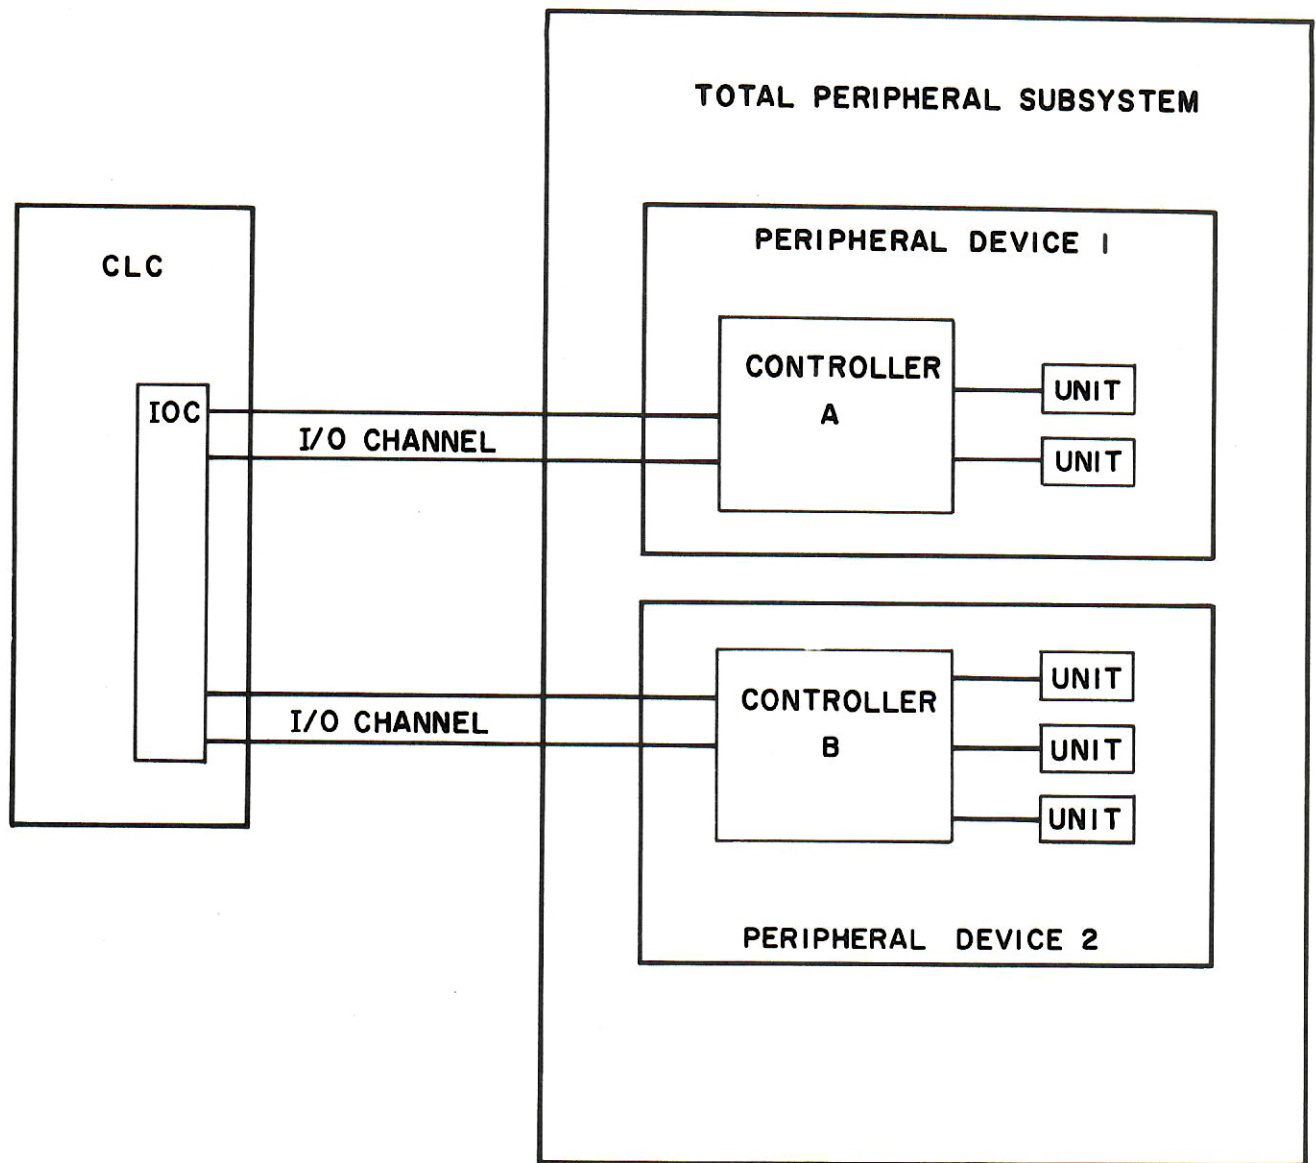 TOTAL PERIPHERAL SUBSYSTEM
CLC
IOC
I/O CHANNEL
I/O CHANNEL
PERIPHERAL DEVICE 1
CONTROLLER
A
UNIT
UNIT
CONTROLLER
B
UNIT
UNIT
UNIT
PERIPHERAL DEVICE 2